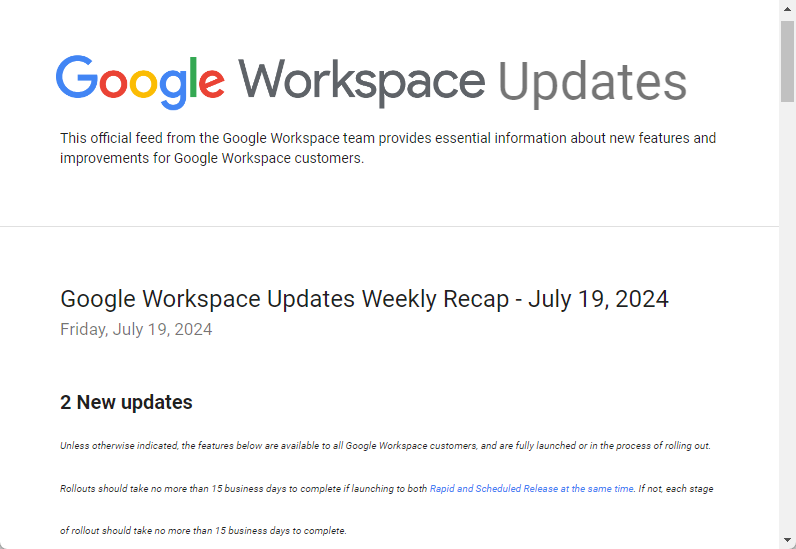 Google Workspace Updates
This official feed from the Google Workspace team provides essential information about new features and
improvements for Google Workspace customers.
Google Workspace Updates Weekly Recap - July 19, 2024
Friday, July 19, 2024
2 New updates
Unless otherwise indicated, the features below are available to all Google Workspace customers, and are fully launched or in the process of rolling out.
Rollouts should take no more than 15 business days to complete if launching to both Rapid and Scheduled Release at the same time. If not, each stage
of rollout should take no more than 15 business days to complete.